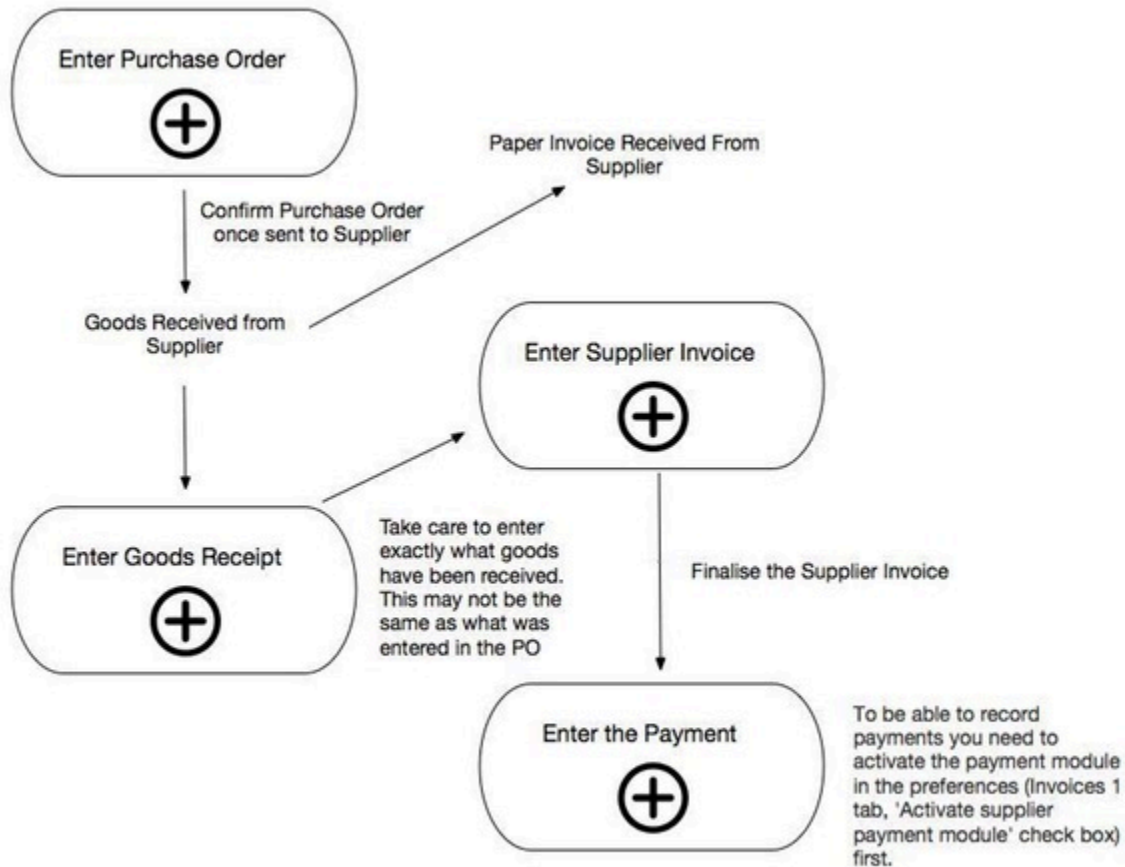 Enter Purchase Order
Confirm Purchase Order
once sent to Supplier
Paper Invoice Received From
Supplier
Goods Received from
Supplier
Enter Supplier Invoice
Enter Goods Receipt
Take care to enter
exactly what goods
have been received.
This may not be the
same as what was
entered in the PO
Finalise the Supplier Invoice
Enter the Payment
To be able to record
payments you need to
activate the payment module
in the preferences (Invoices 1
tab, 'Activate supplier
payment module' check box)
first.